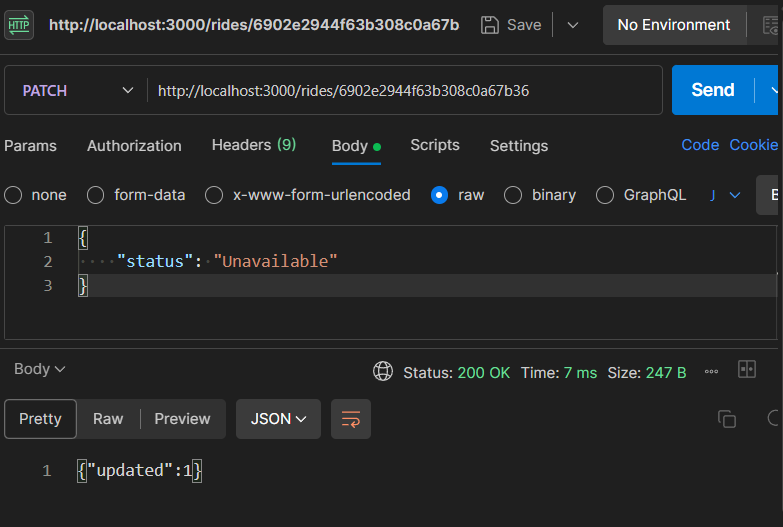 HTTP http://localhost:3000/rides/6902e2944f63b308c0a67b Save No Environment
PATCH http://localhost:3000/rides/6902e2944f63b308c0a67b36 Send
Params Authorization Headers (9) Body Scripts Settings Code Cookie
none form-data x-www-form-urlencoded raw binary GraphQL J B
1 {
2 "status": "Unavailable"
3 }
Body Status: 200 OK Time: 7 ms Size: 247 B
Pretty Raw Preview JSON
1 {"updated":1}